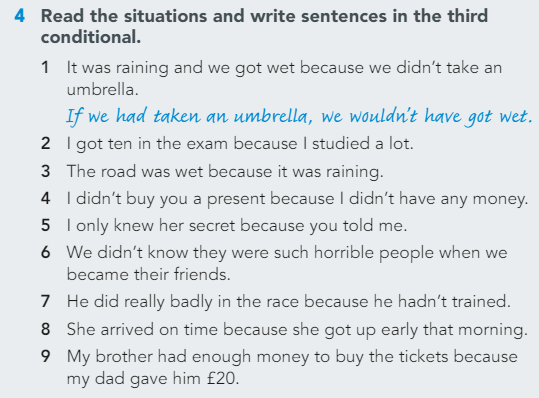 4 Read the situations and write sentences in the third
conditional.
1 It was raining and we got wet because we didn't take an
umbrella.
If we had taken an umbrella, we wouldn't have got wet.
2 I got ten in the exam because I studied a lot.
3 The road was wet because it was raining.
4 I didn't buy you a present because I didn't have any money.
5 I only knew her secret because you told me.
6 We didn't know they were such horrible people when we
became their friends.
7 He did really badly in the race because he hadn't trained.
8 She arrived on time because she got up early that morning.
9 My brother had enough money to buy the tickets because
my dad gave him £20.